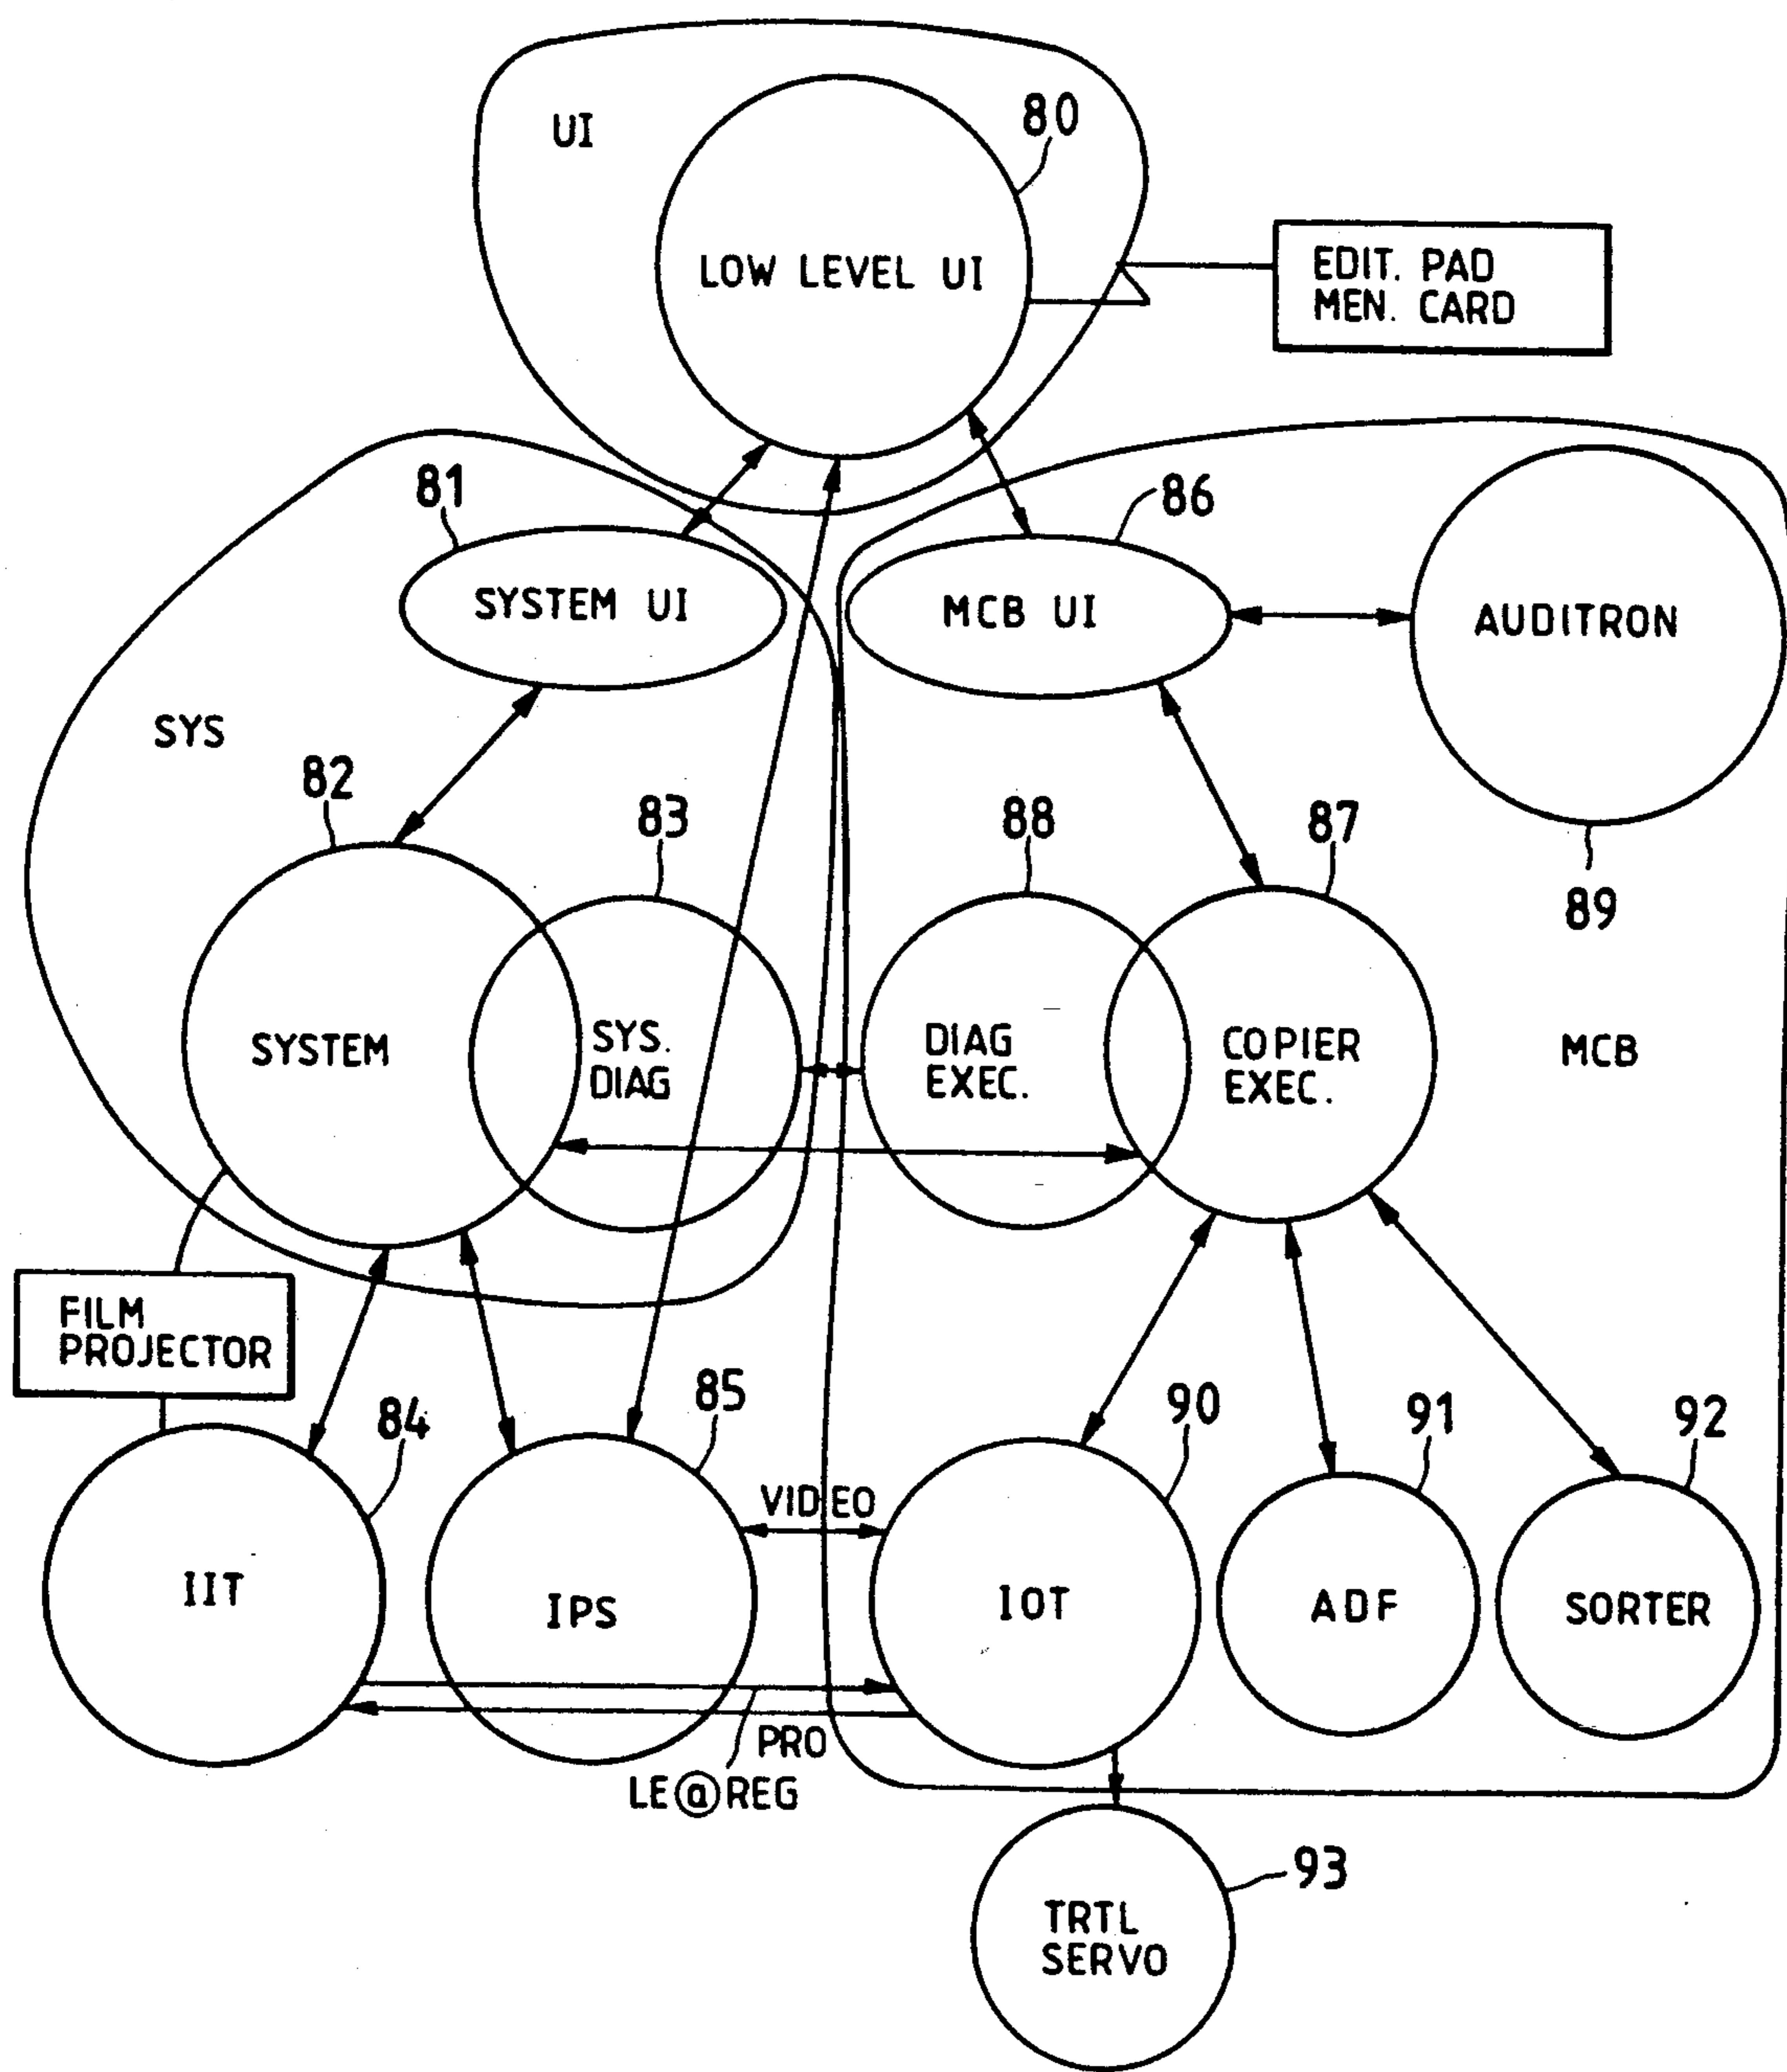 UI
80
LOW LEVEL UI
EDIT. PAD
MEN. CARD
81
86
SYSTEM UI
MCB UI
AUDITRON
SYS
82
83
88
87
89
SYSTEM
SYS.
DIAG
DIAG
EXEC.
COPIER
EXEC.
MCB
FILM
PROJECTOR
84
85
90
91
92
VIDEO
IIT
IPS
IOT
ADF
SORTER
PRO
LE@REG
93
TRTL
SERVO